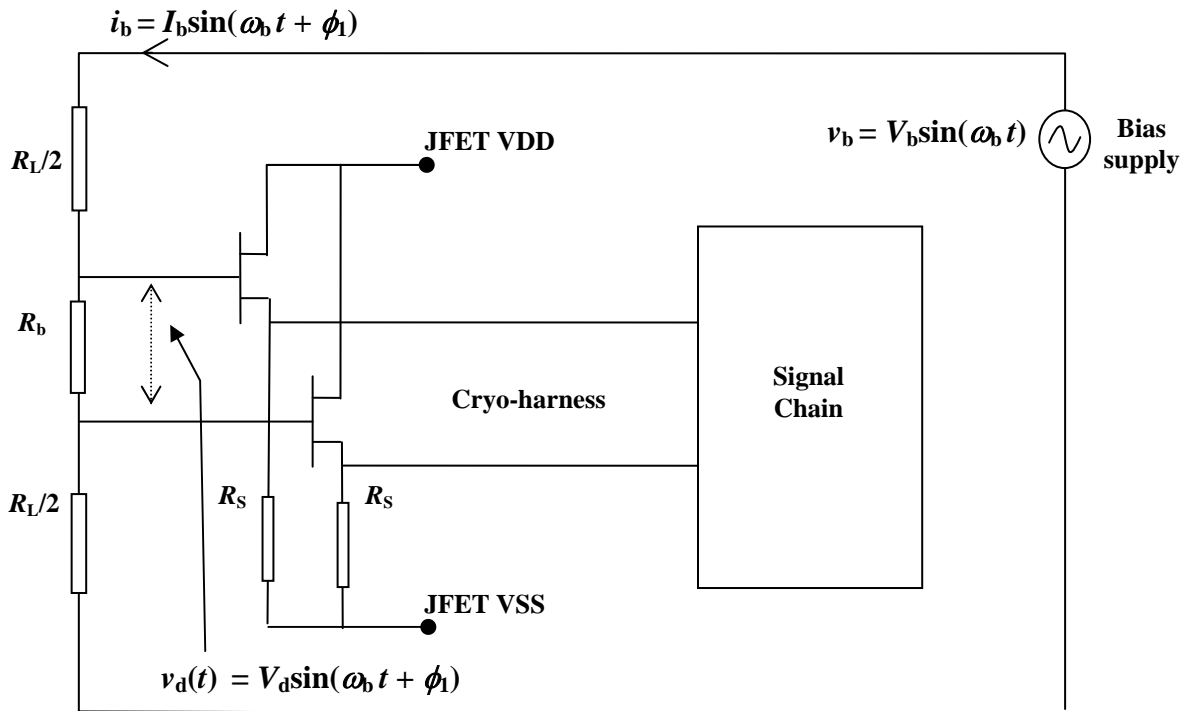 i_b = I_b sin(ω_b t + ϕ_1)
JFET VDD
v_b = V_b sin(ω_b t)
Bias
supply
R_L/2
R_b
Signal
Chain
Cryo-harness
R_L/2
R_S
R_S
JFET VSS
v_d(t) = V_d sin(ω_b t + ϕ_1)